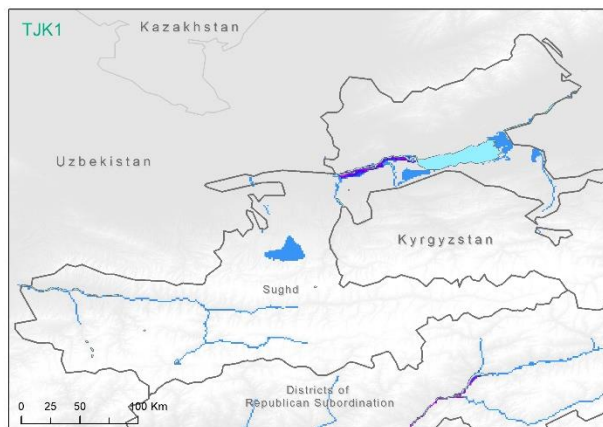 TJK1
Kazakhstan
Uzbekistan
Kyrgyzstan
Sughd
Districts of
Republican Subordination
0 25 50 100 Km